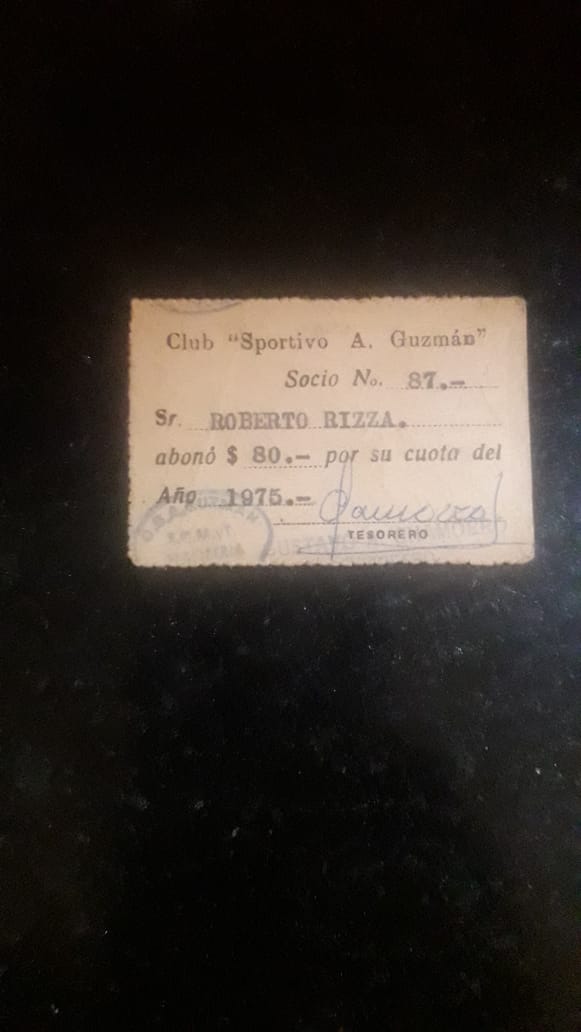 Club "Sportivo A. Guzmán"
Socio No. 87.-
Sr. ROBERTO RIZZA.
abonó $ 80.- por su cuota del
Año 1975.-
TESORERO